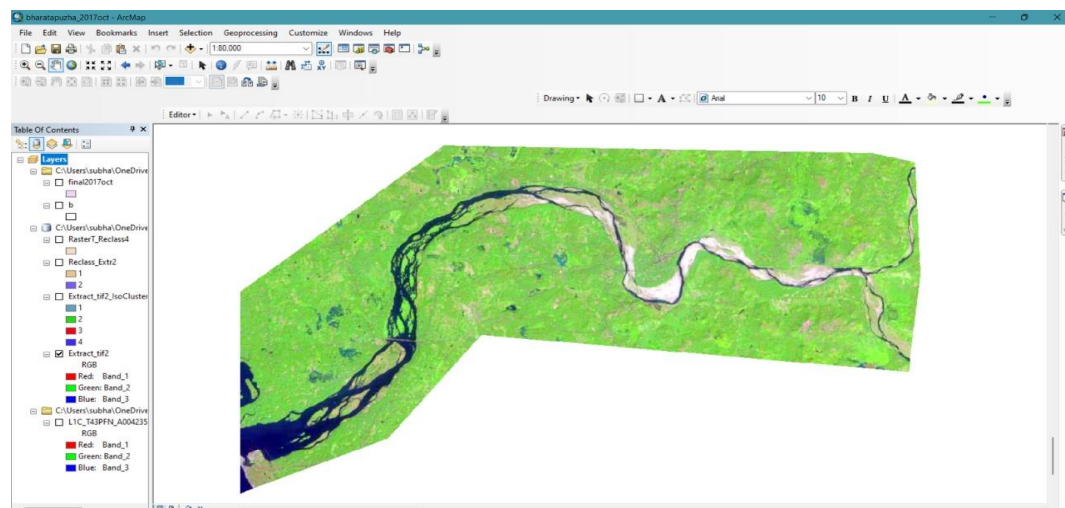 bharatapuzha_2017oct - ArcMap
File Edit View Bookmarks Insert Selection Geoprocessing Customize Windows Help
1:80,000
Drawing Arial 10 B I U A
Editor
Table Of Contents
Layers
C:\Users\subha\OneDrive
final2017oct
b
C:\Users\subha\OneDrive
RasterT_Reclass4
Reclass_Extr2
1
2
Extract_tif2_IsoCluster
1
2
3
4
Extract_tif2
RGB
Red: Band_1
Green: Band_2
Blue: Band_3
C:\Users\subha\OneDrive
L1C_T43PFN_A004235
RGB
Red: Band_1
Green: Band_2
Blue: Band_3